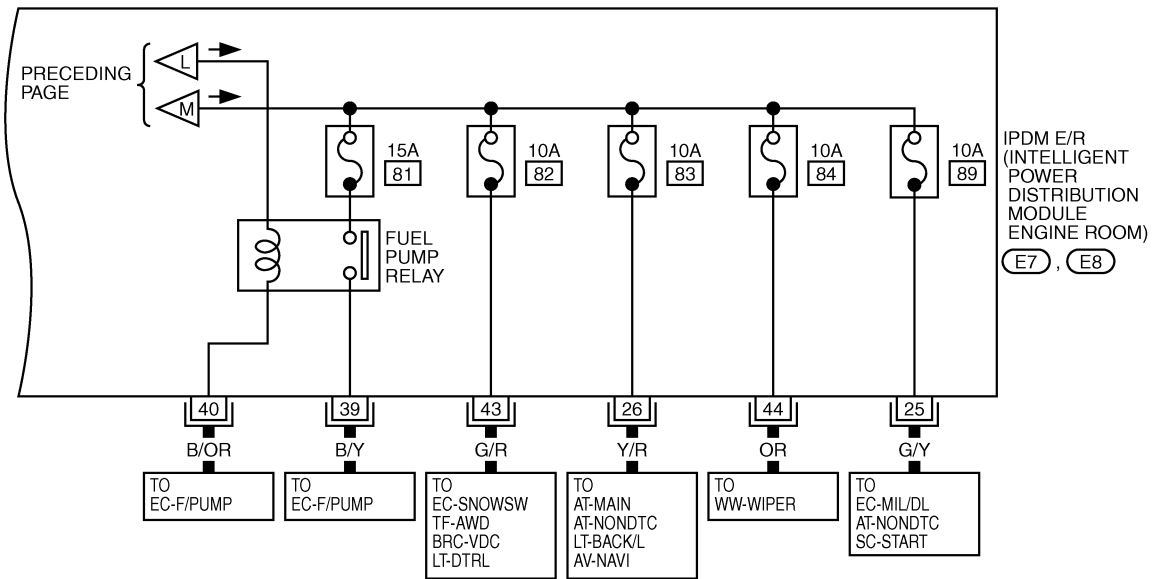 PRECEDING
PAGE
L
M
15A
81
10A
82
10A
83
10A
84
10A
89
IPDM E/R
(INTELLIGENT
POWER
DISTRIBUTION
MODULE
ENGINE ROOM)
E7 , E8
FUEL
PUMP
RELAY
40
39
43
26
44
25
B/OR
B/Y
G/R
Y/R
OR
G/Y
TO
EC-F/PUMP
TO
EC-F/PUMP
TO
EC-SNOWSW
TF-AWD
BRC-VDC
LT-DTRL
TO
AT-MAIN
AT-NONDTC
LT-BACK/L
AV-NAVI
TO
WW-WIPER
TO
EC-MIL/DL
AT-NONDTC
SC-START